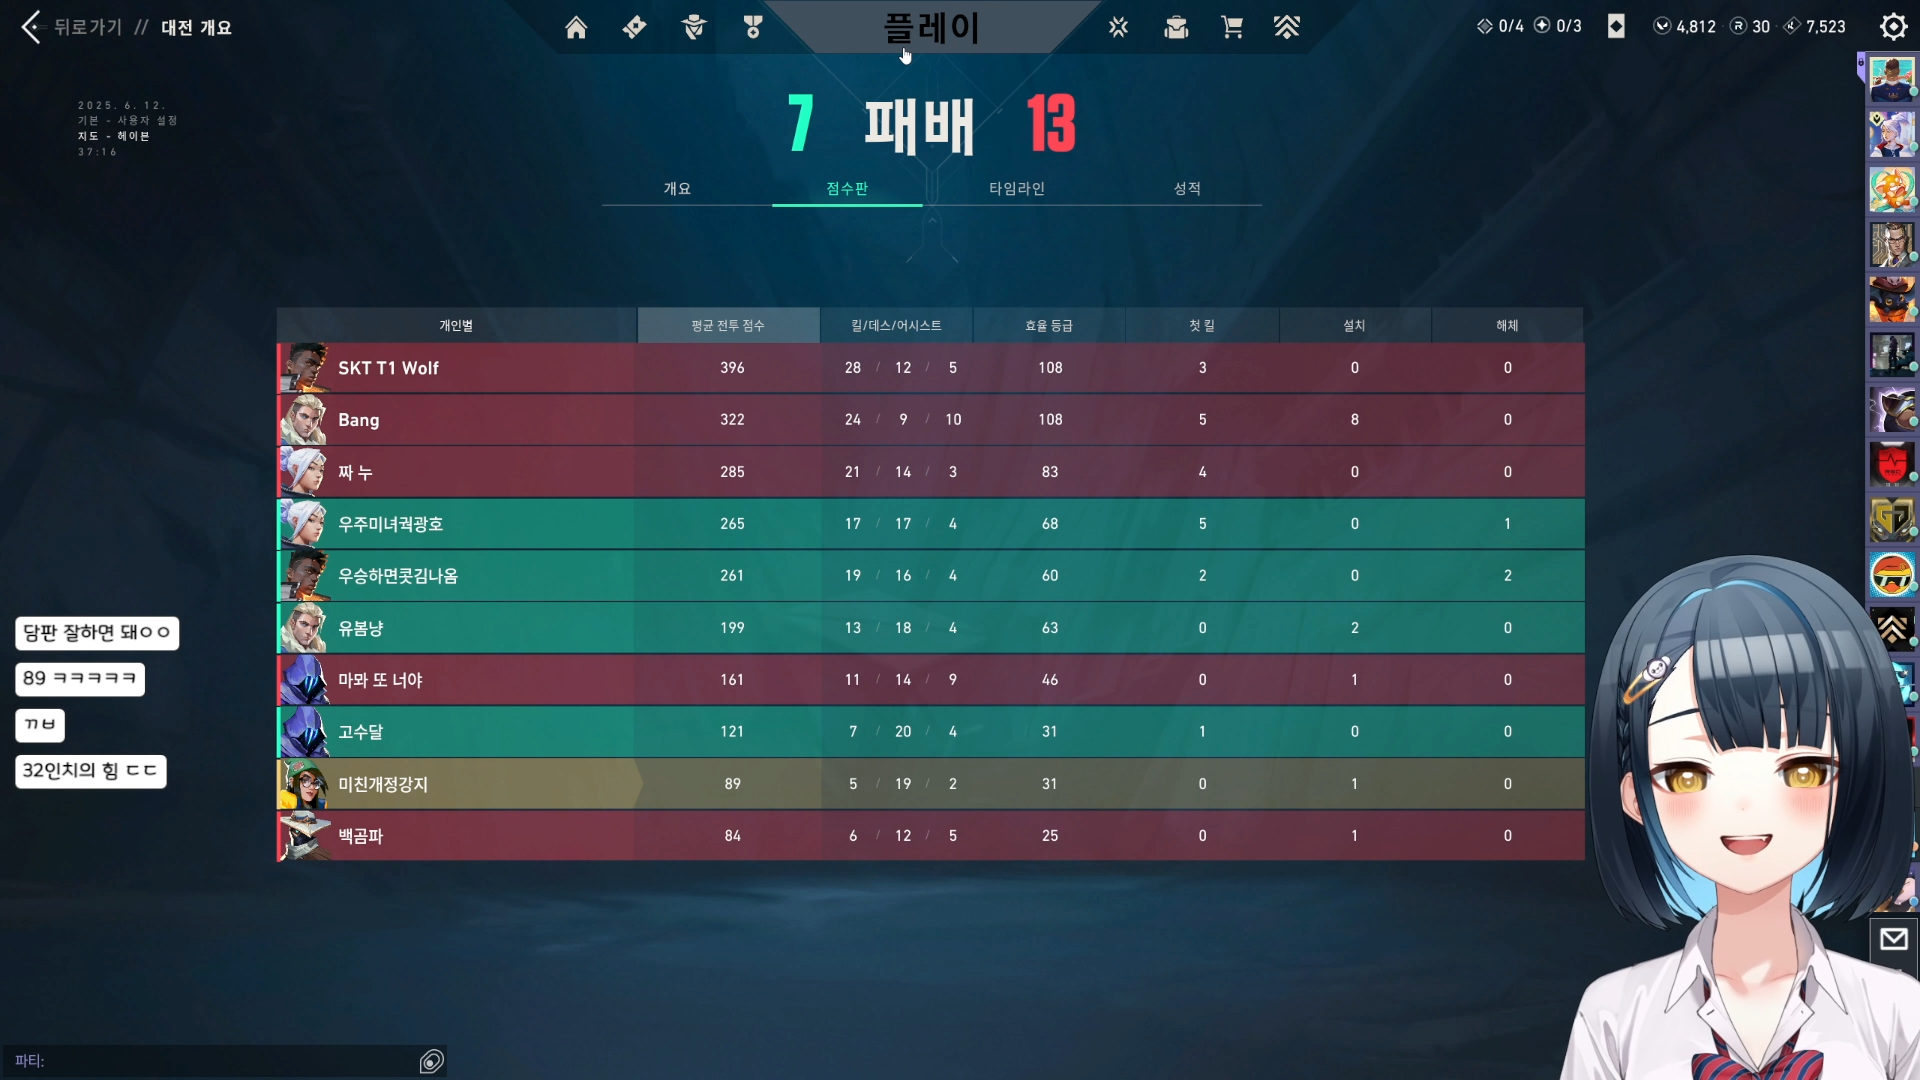 뒤로가기 // 대전 개요
플레이
0/4
0/3
4,812
30
7,523
2025. 6. 12.
기본 - 사용자 설정
지도 - 헤이븐
37:16
7 패배 13
개요 점수판 타임라인 성적
개인별 평균 전투 점수 킬/데스/어시스트 효율 등급 첫 킬 설치 해체
SKT T1 Wolf 396 28 / 12 / 5 108 3 0 0
Bang 322 24 / 9 / 10 108 5 8 0
짜 누 285 21 / 14 / 3 83 4 0 0
우주미녀궉광호 265 17 / 17 / 4 68 5 0 1
우승하면콧김나옴 261 19 / 16 / 4 60 2 0 2
유봄냥 199 13 / 18 / 4 63 0 2 0
마뫄 또 너야 161 11 / 14 / 9 46 0 1 0
고수달 121 7 / 20 / 4 31 1 0 0
미친개정강지 89 5 / 19 / 2 31 0 1 0
백곰파 84 6 / 12 / 5 25 0 1 0
당판 잘하면 돼ㅇㅇ
89 ㅋㅋㅋㅋㅋ
ㄲㅂ
32인치의 힘 ㄷㄷ
파티: